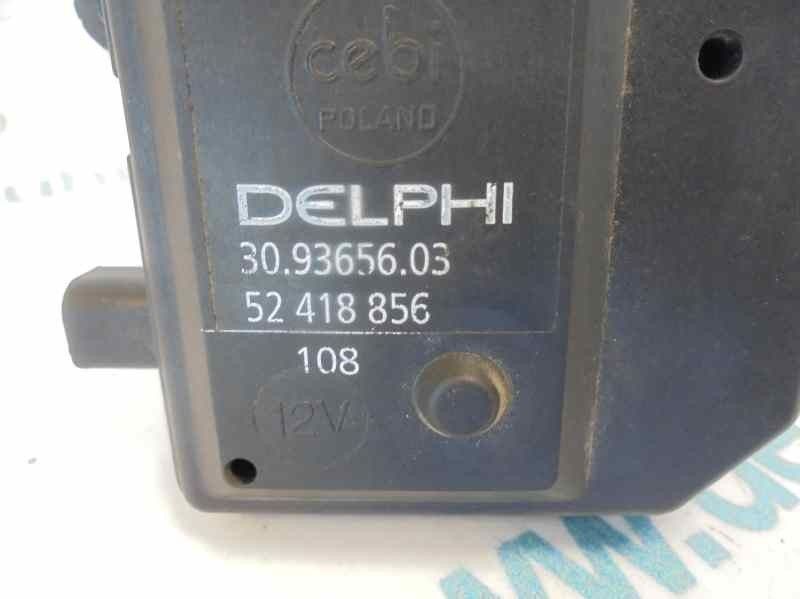 cebi
POLAND
DELPHI
30.93656.03
52 418 856
108
12V